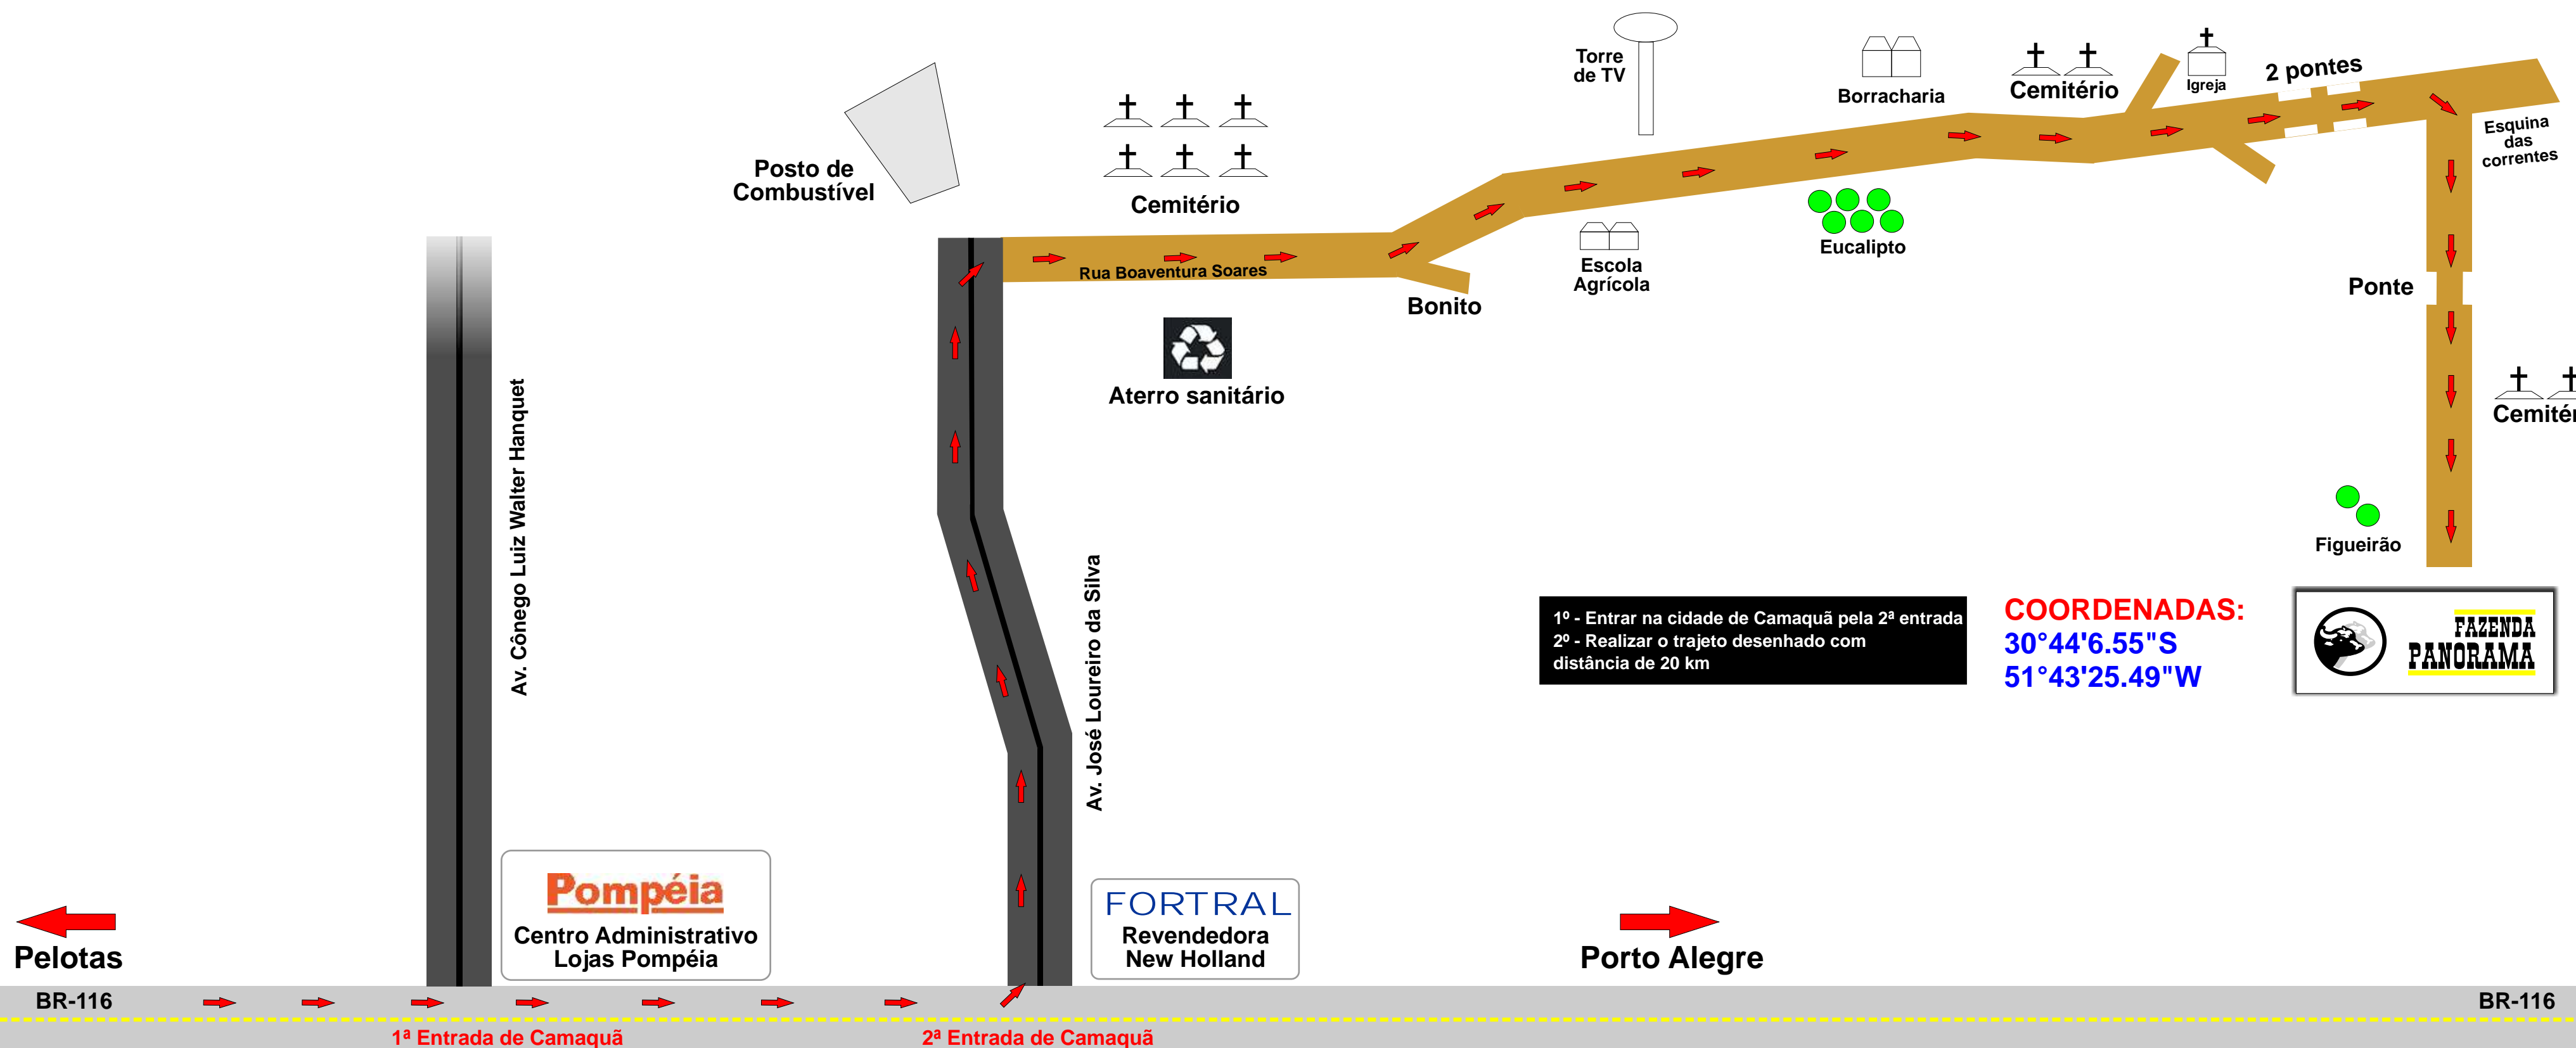 Torre
de TV
Borracharia
Cemitério
Igreja
2 pontes
Esquina
das
correntes
Posto de
Combustível
Cemitério
Rua Boaventura Soares
Bonito
Escola
Agrícola
Eucalipto
Ponte
Aterro sanitário
Figueirão
Av. Cônego Luiz Walter Hanquet
Av. José Loureiro da Silva
1º - Entrar na cidade de Camaquã pela 2ª entrada
2º - Realizar o trajeto desenhado com
distância de 20 km
COORDENADAS:
30°44'6.55"S
51°43'25.49"W
FAZENDA
PANORAMA
Pompéia
Centro Administrativo
Lojas Pompéia
FORTRAL
Revendedora
New Holland
Pelotas
Porto Alegre
BR-116
BR-116
1ª Entrada de Camaquã
2ª Entrada de Camaquã